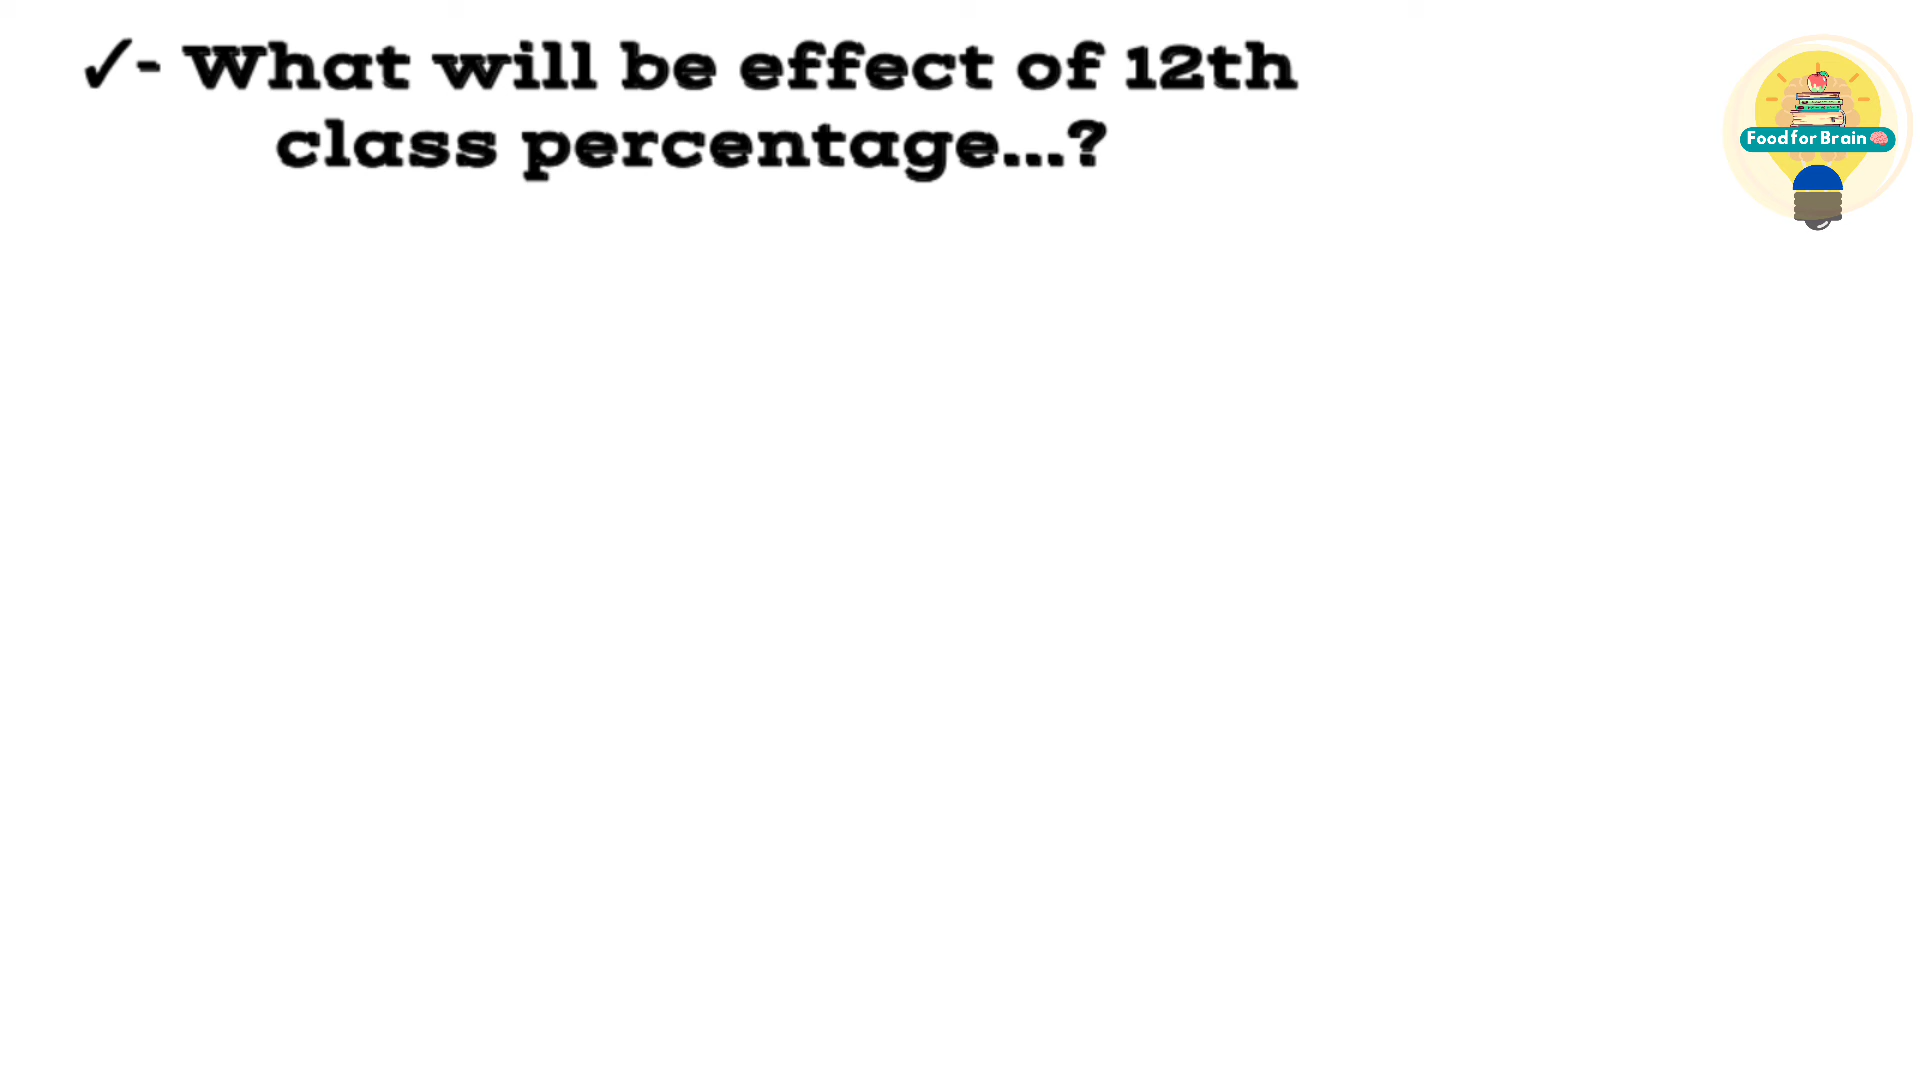 ✓- What will be effect of 12th
class percentage...?
Food for Brain